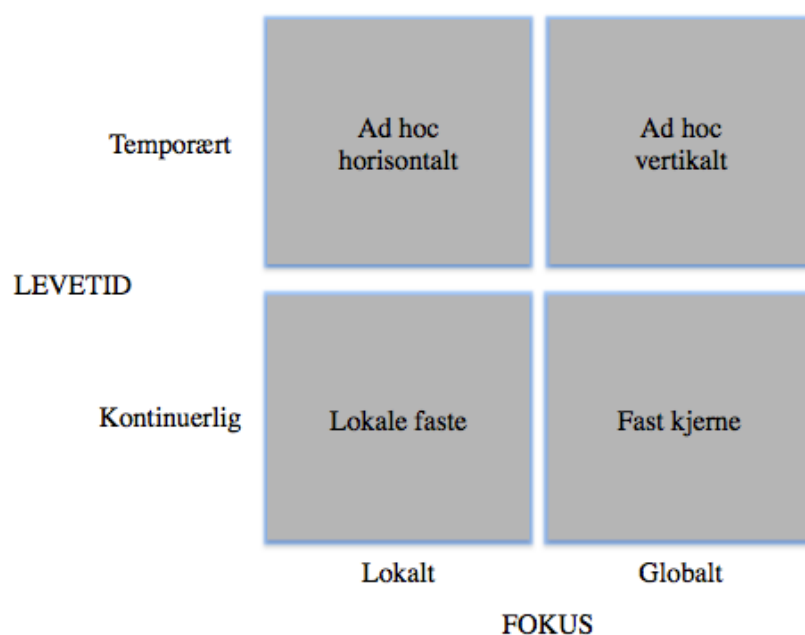 Temporært
Ad hoc
horisontalt
Ad hoc
vertikalt
LEVETID
Kontinuerlig
Lokale faste
Fast kjerne
Lokalt
Globalt
FOKUS